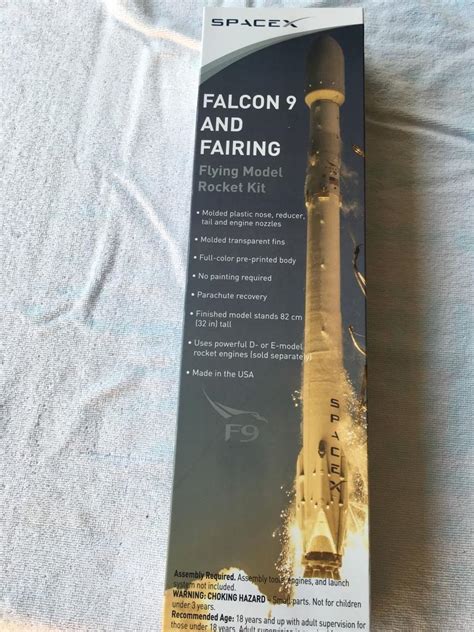 SPACEX
FALCON 9
AND
FAIRING
Flying Model
Rocket Kit
• Molded plastic nose, reducer,
tail and engine nozzles
• Molded transparent fins
• Full-color pre-printed body
• No painting required
• Parachute recovery
• Finished model stands 82 cm
(32 in) tall
• Uses powerful D- or E-model
rocket engines (sold separately)
• Made in the USA
F9
SPACEX
Assembly Required. Assembly tools, engines, and launch
system not included.
WARNING: CHOKING HAZARD – Small parts. Not for children
under 3 years.
Recommended Age: 18 years and up with adult supervision for
those under 18 years. Adult supervision